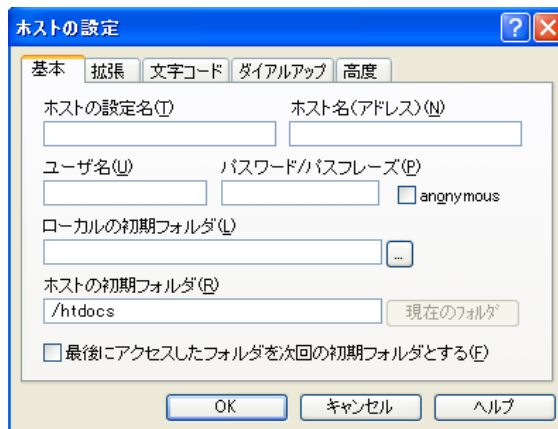 ホストの設定
基本 拡張 文字コード ダイアルアップ 高度
ホストの設定名(T) ホスト名(アドレス)(N)
ユーザ名(U) パスワード/パスフレーズ(P)
anonymous
ローカルの初期フォルダ(L)
...
ホストの初期フォルダ(R)
/htdocs 現在のフォルダ
最後にアクセスしたフォルダを次回の初期フォルダとする(F)
OK キャンセル ヘルプ